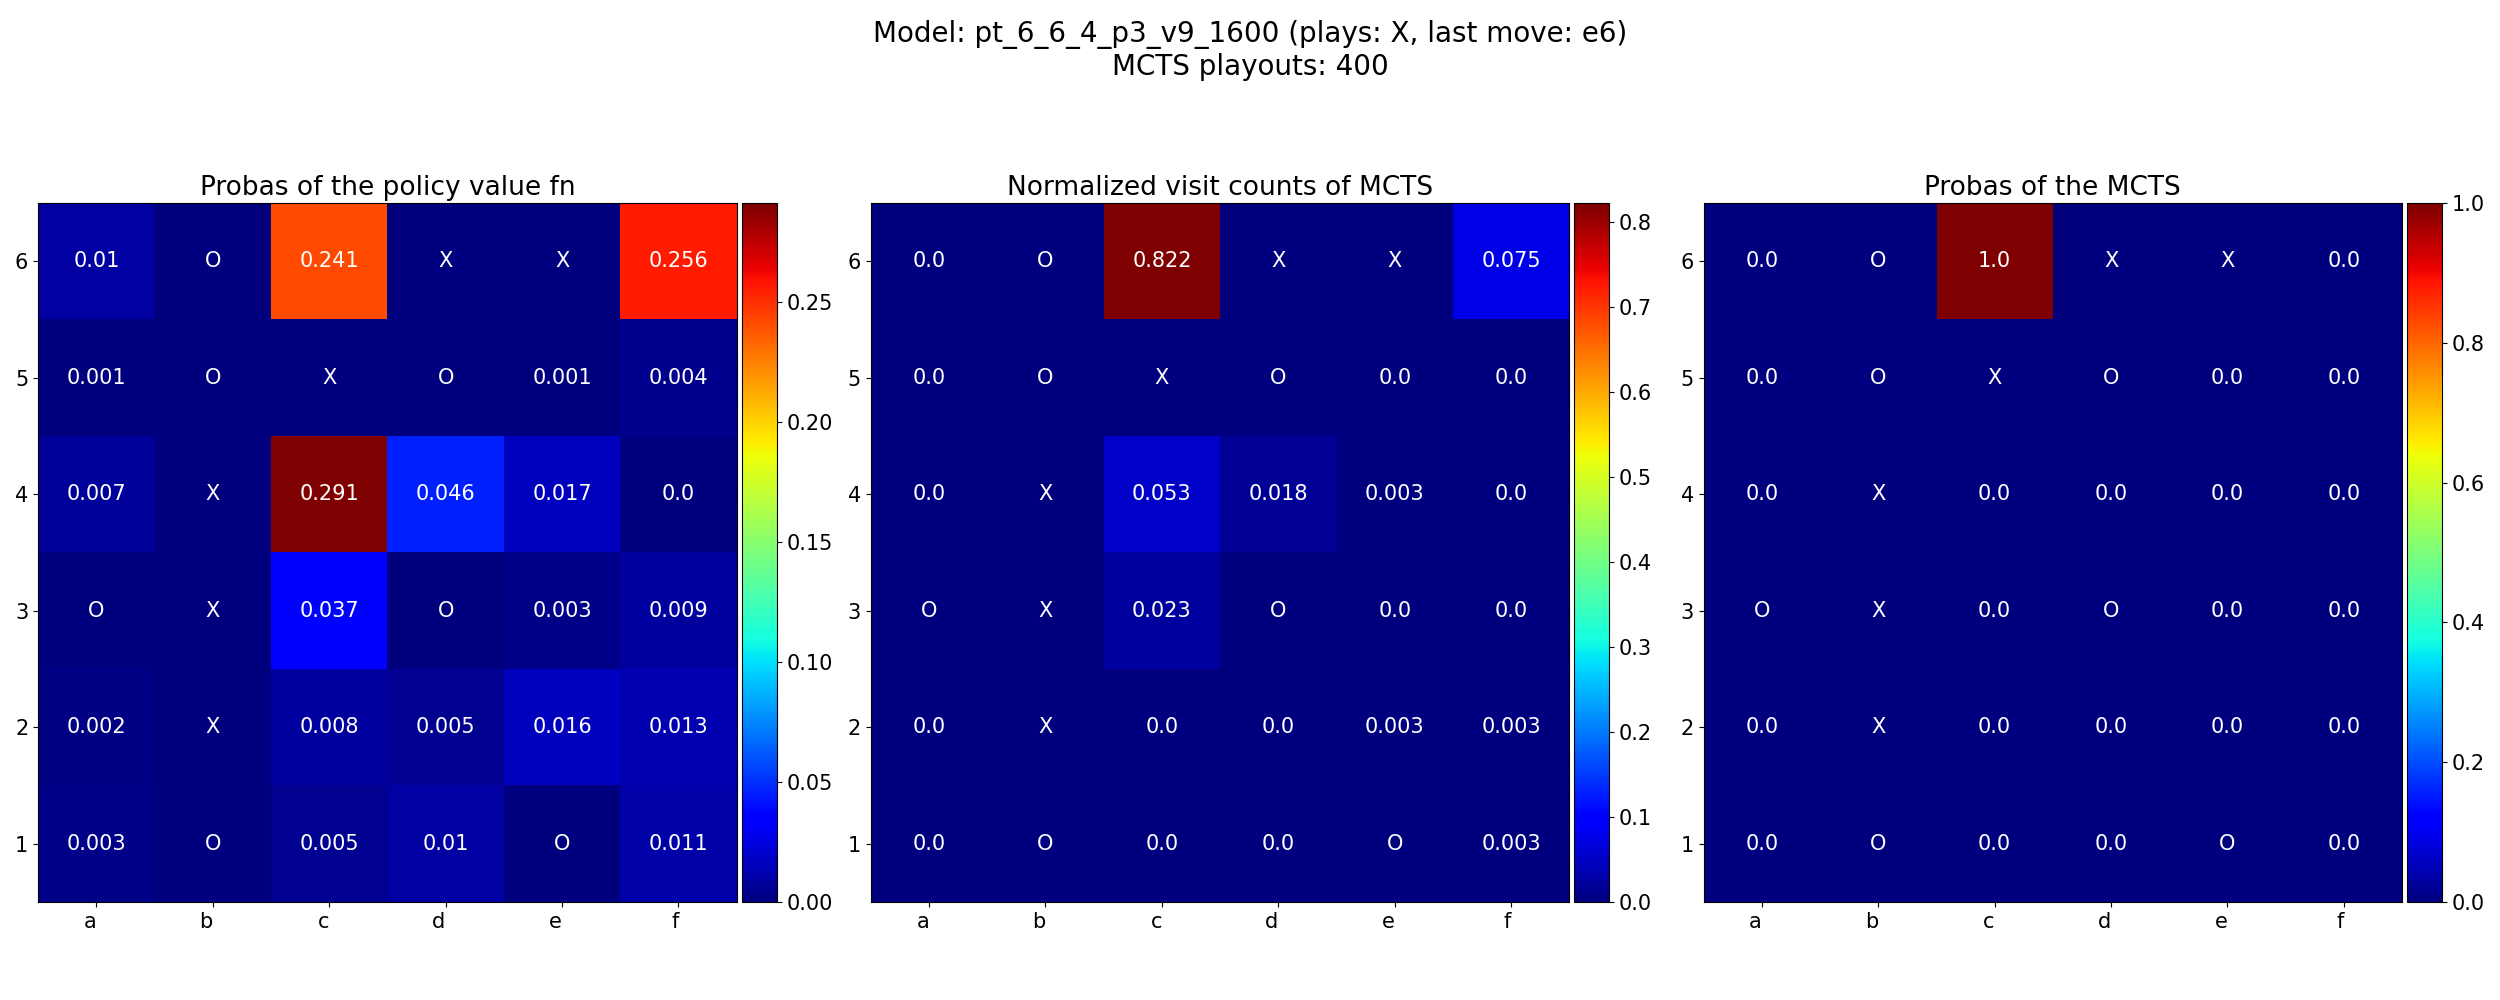 Model: pt_6_6_4_p3_v9_1600 (plays: X, last move: e6)
MCTS playouts: 400
Probas of the policy value fn
6 0.01 O 0.241 X X 0.256
5 0.001 O X O 0.001 0.004
4 0.007 X 0.291 0.046 0.017 0.0
3 O X 0.037 O 0.003 0.009
2 0.002 X 0.008 0.005 0.016 0.013
1 0.003 O 0.005 0.01 O 0.011
a b c d e f
0.25
0.20
0.15
0.10
0.05
0.00
Normalized visit counts of MCTS
6 0.0 O 0.822 X X 0.075
5 0.0 O X O 0.0 0.0
4 0.0 X 0.053 0.018 0.003 0.0
3 O X 0.023 O 0.0 0.0
2 0.0 X 0.0 0.0 0.003 0.003
1 0.0 O 0.0 0.0 O 0.003
a b c d e f
0.8
0.7
0.6
0.5
0.4
0.3
0.2
0.1
0.0
Probas of the MCTS
6 0.0 O 1.0 X X 0.0
5 0.0 O X O 0.0 0.0
4 0.0 X 0.0 0.0 0.0 0.0
3 O X 0.0 O 0.0 0.0
2 0.0 X 0.0 0.0 0.0 0.0
1 0.0 O 0.0 0.0 O 0.0
a b c d e f
1.0
0.8
0.6
0.4
0.2
0.0